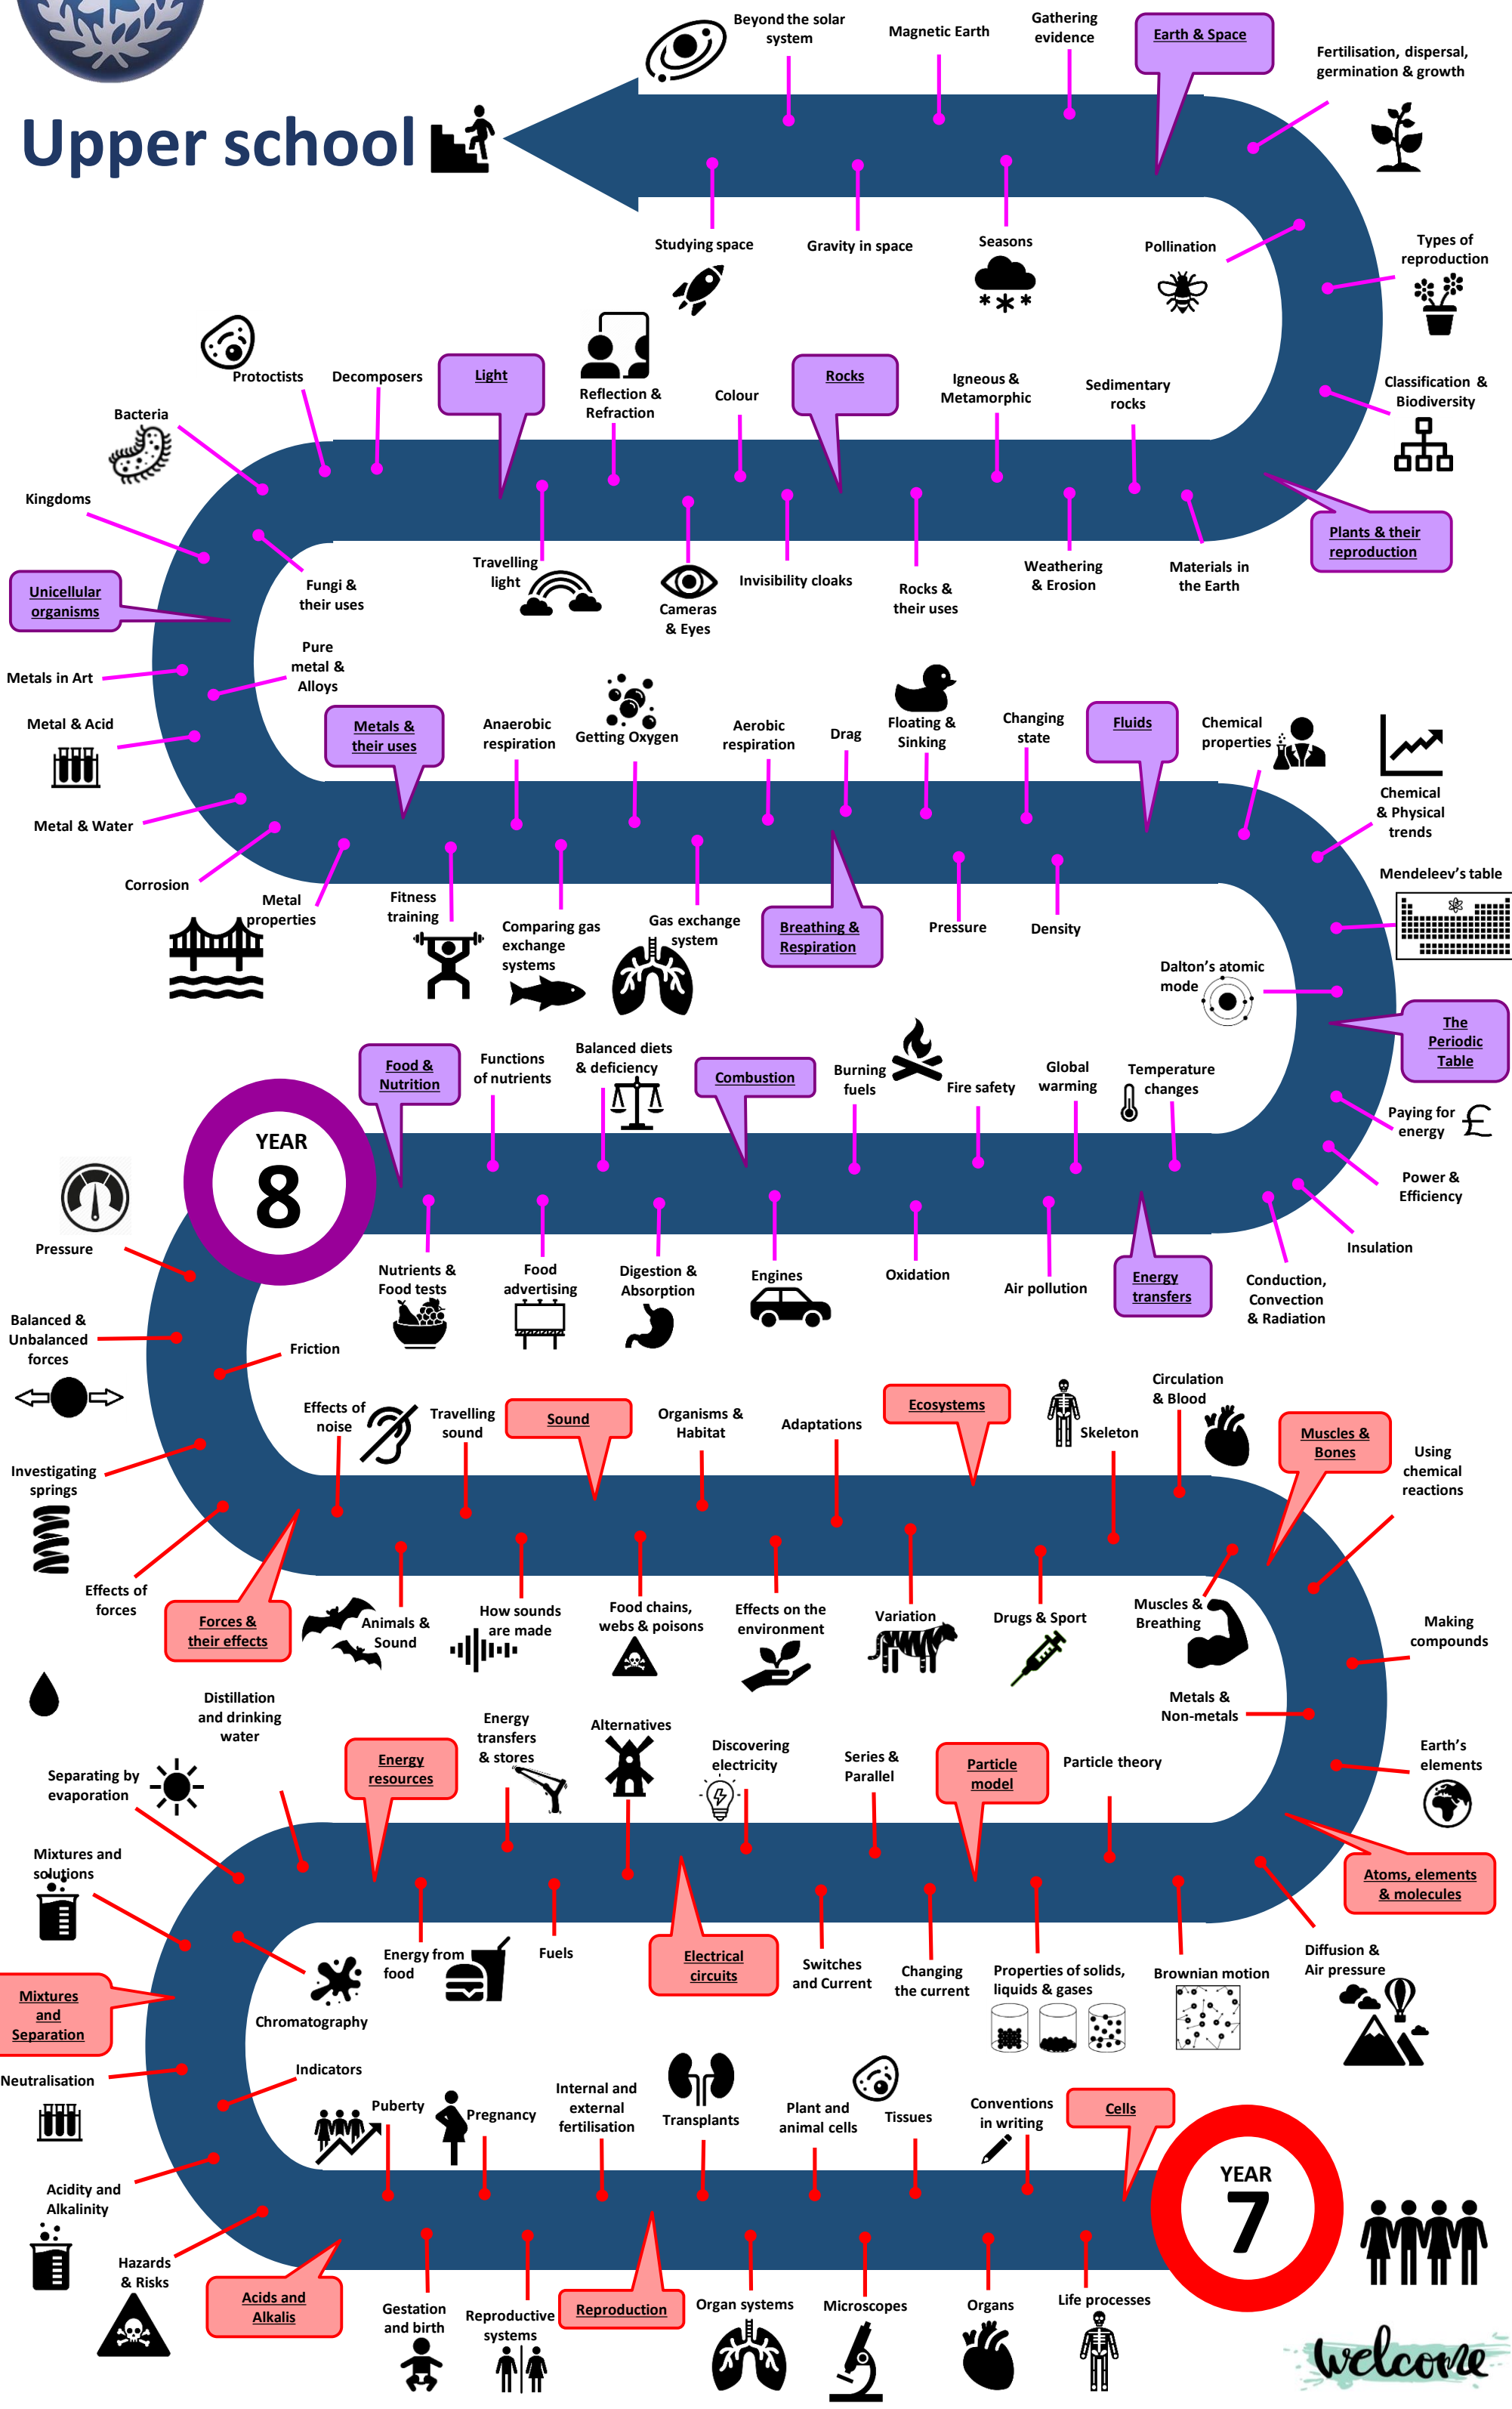 Beyond the solar
system
Magnetic Earth
Gathering
evidence
Earth & Space
Fertilisation, dispersal,
germination & growth
Upper school
Studying space
Gravity in space
Seasons
Pollination
Types of
reproduction
Protoctists
Decomposers
Light
Reflection &
Refraction
Colour
Rocks
Igneous &
Metamorphic
Sedimentary
rocks
Classification &
Biodiversity
Bacteria
Kingdoms
Plants & their
reproduction
Unicellular
organisms
Fungi &
their uses
Travelling
light
Cameras
& Eyes
Invisibility cloaks
Rocks &
their uses
Weathering
& Erosion
Materials in
the Earth
Metals in Art
Pure
metal &
Alloys
Metal & Acid
Metals &
their uses
Anaerobic
respiration
Getting Oxygen
Aerobic
respiration
Drag
Floating &
Sinking
Changing
state
Fluids
Chemical
properties
Chemical
& Physical
trends
Metal & Water
Corrosion
Metal
properties
Fitness
training
Comparing gas
exchange
systems
Gas exchange
system
Breathing &
Respiration
Pressure
Density
Mendeleev's table
Dalton's atomic
mode
The
Periodic
Table
Food &
Nutrition
Functions
of nutrients
Balanced diets
& deficiency
Combustion
Burning
fuels
Fire safety
Global
warming
Temperature
changes
Paying for
energy
£
YEAR
8
Power &
Efficiency
Insulation
Pressure
Nutrients &
Food tests
Food
advertising
Digestion &
Absorption
Engines
Oxidation
Air pollution
Energy
transfers
Conduction,
Convection
& Radiation
Balanced &
Unbalanced
forces
Friction
Effects of
noise
Travelling
sound
Sound
Organisms &
Habitat
Adaptations
Ecosystems
Skeleton
Circulation
& Blood
Muscles &
Bones
Using
chemical
reactions
Investigating
springs
Effects of
forces
Forces &
their effects
Animals &
Sound
How sounds
are made
Food chains,
webs & poisons
Effects on the
environment
Variation
Drugs & Sport
Muscles &
Breathing
Making
compounds
Metals &
Non-metals
Distillation
and drinking
water
Energy
resources
Energy
transfers
& stores
Alternatives
Discovering
electricity
Series &
Parallel
Particle
model
Particle theory
Earth's
elements
Separating by
evaporation
Mixtures and
solutions
Atoms, elements
& molecules
Energy from
food
Fuels
Electrical
circuits
Switches
and Current
Changing
the current
Properties of solids,
liquids & gases
Brownian motion
Diffusion &
Air pressure
Mixtures
and
Separation
Chromatography
Neutralisation
Indicators
Puberty
Pregnancy
Internal and
external
fertilisation
Transplants
Plant and
animal cells
Tissues
Conventions
in writing
Cells
YEAR
7
Acidity and
Alkalinity
Hazards
& Risks
Acids and
Alkalis
Gestation
and birth
Reproductive
systems
Reproduction
Organ systems
Microscopes
Organs
Life processes
welcome